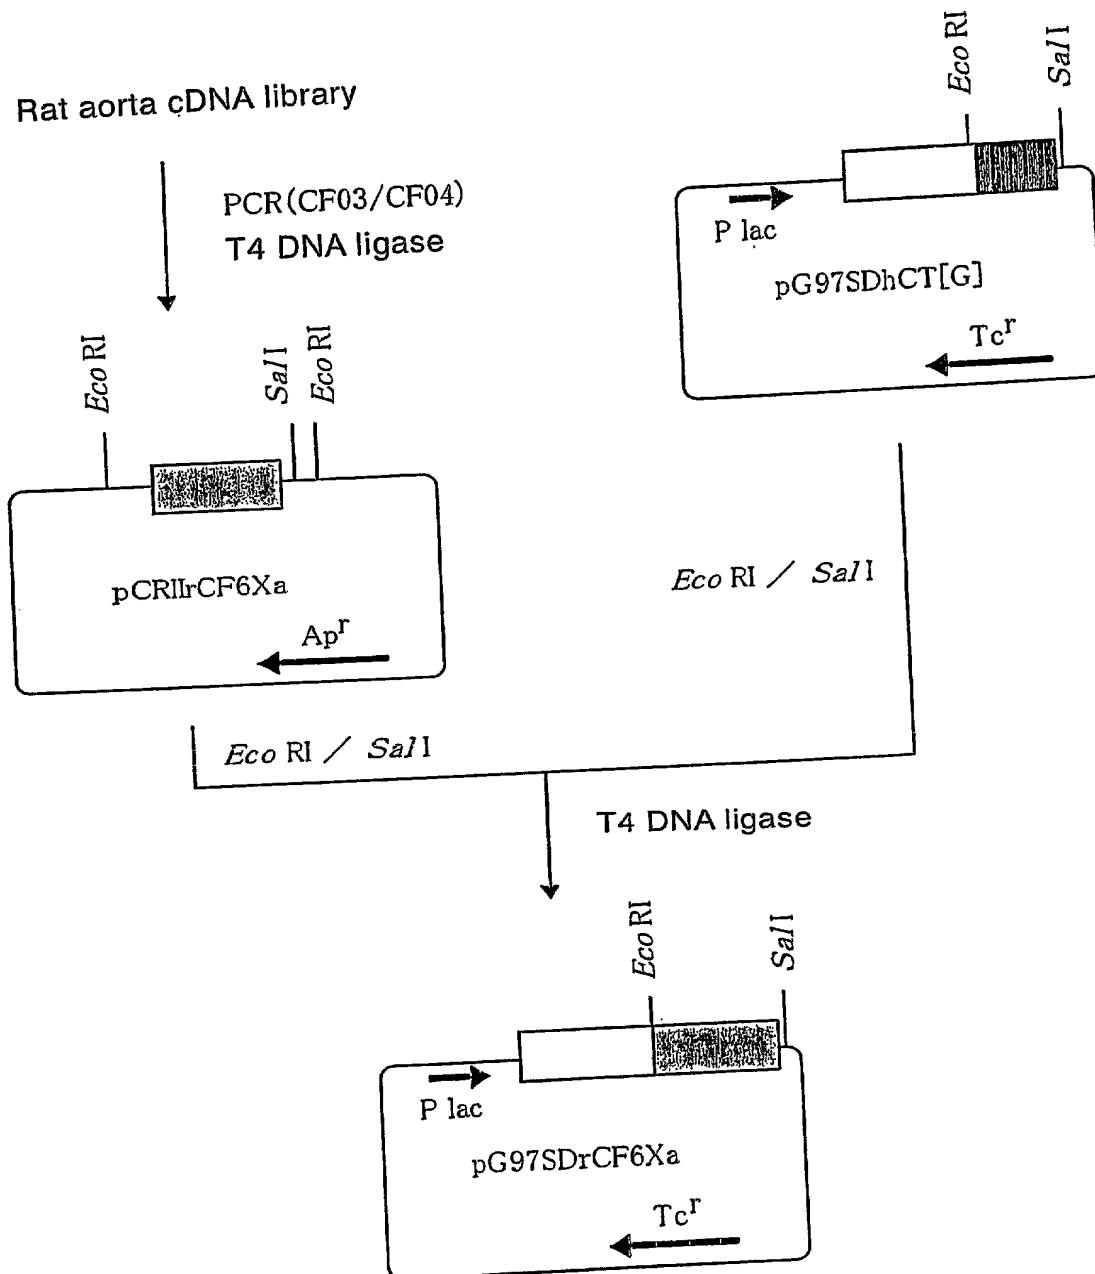 Rat aorta cDNA library
PCR(CF03/CF04)
T4 DNA ligase
Eco RI
Sal I
P lac
pG97SDhCT[G]
Tcr
Eco RI
Sal I
Eco RI
pCRIIrCF6Xa
Apr
Eco RI / Sal I
Eco RI / Sal I
T4 DNA ligase
Eco RI
Sal I
P lac
pG97SDrCF6Xa
Tcr